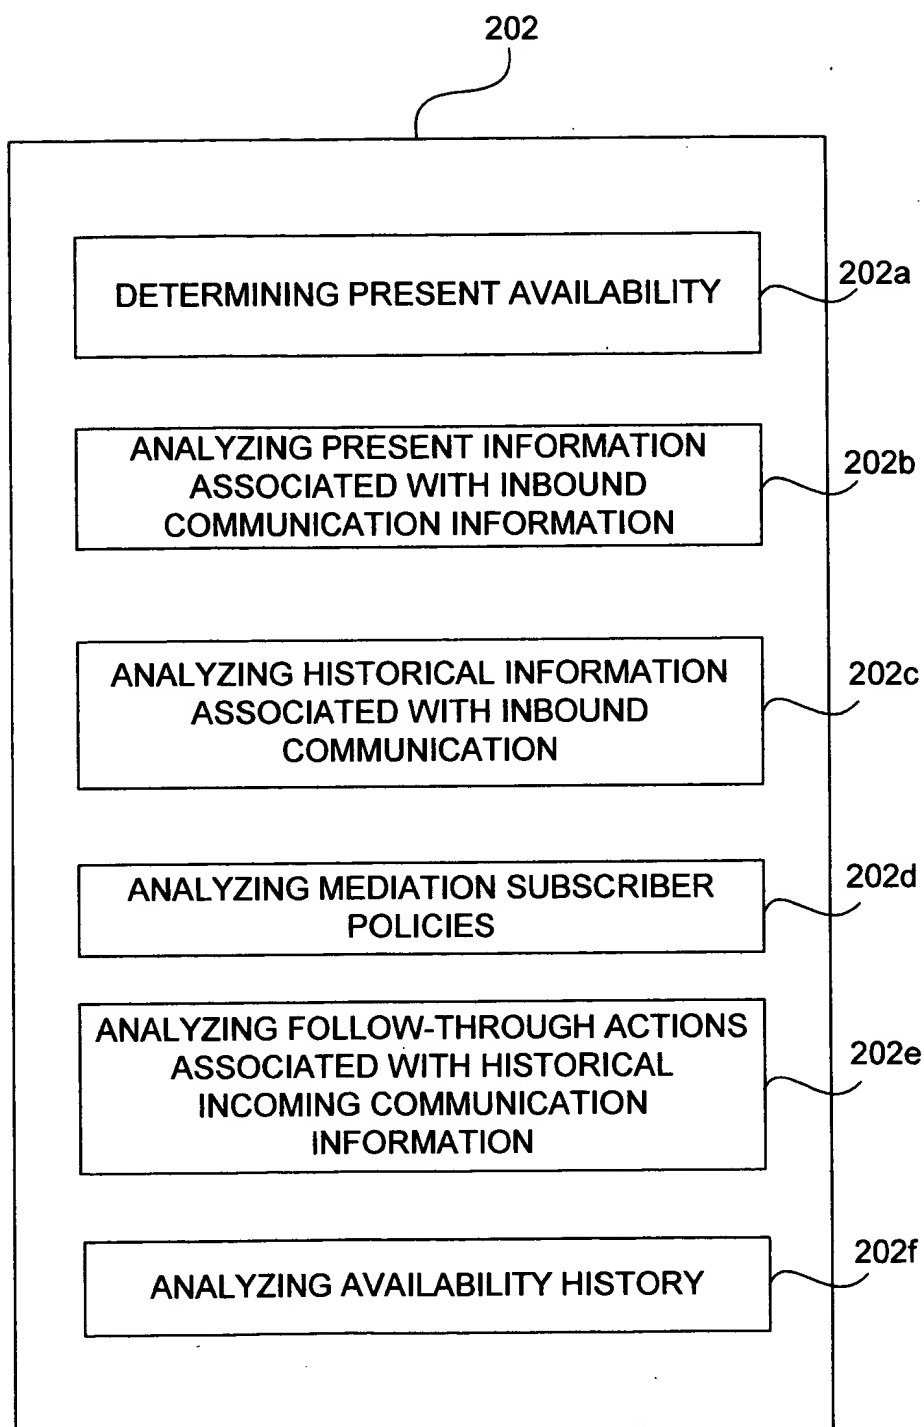 202
DETERMINING PRESENT AVAILABILITY
202a
ANALYZING PRESENT INFORMATION
ASSOCIATED WITH INBOUND
COMMUNICATION INFORMATION
202b
ANALYZING HISTORICAL INFORMATION
ASSOCIATED WITH INBOUND
COMMUNICATION
202c
ANALYZING MEDIATION SUBSCRIBER
POLICIES
202d
ANALYZING FOLLOW-THROUGH ACTIONS
ASSOCIATED WITH HISTORICAL
INCOMING COMMUNICATION
INFORMATION
202e
ANALYZING AVAILABILITY HISTORY
202f